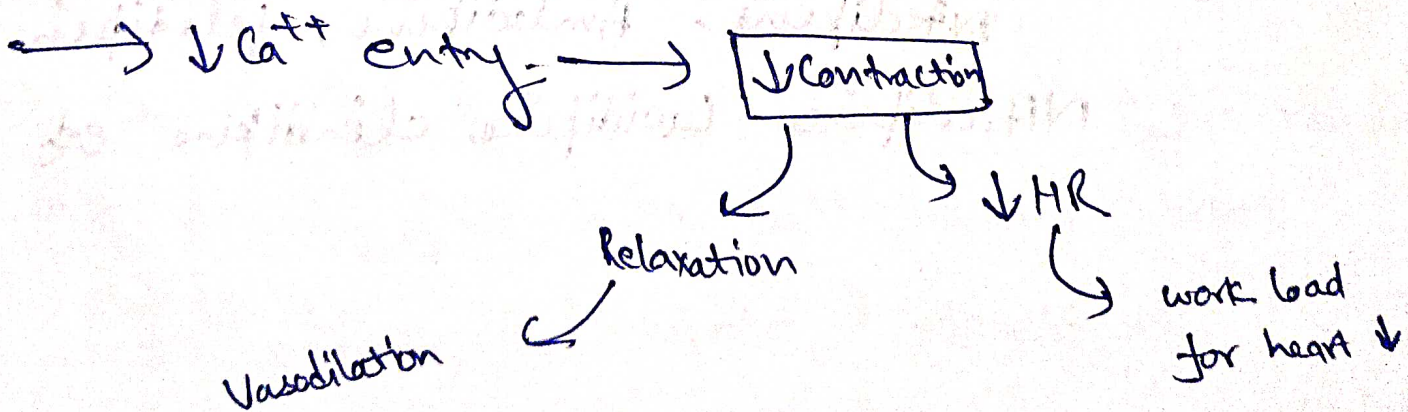 → ↓ Ca++ entry. → ↓ Contraction
↓ HR
Relaxation
work load
for heart ↓
Vasodilation